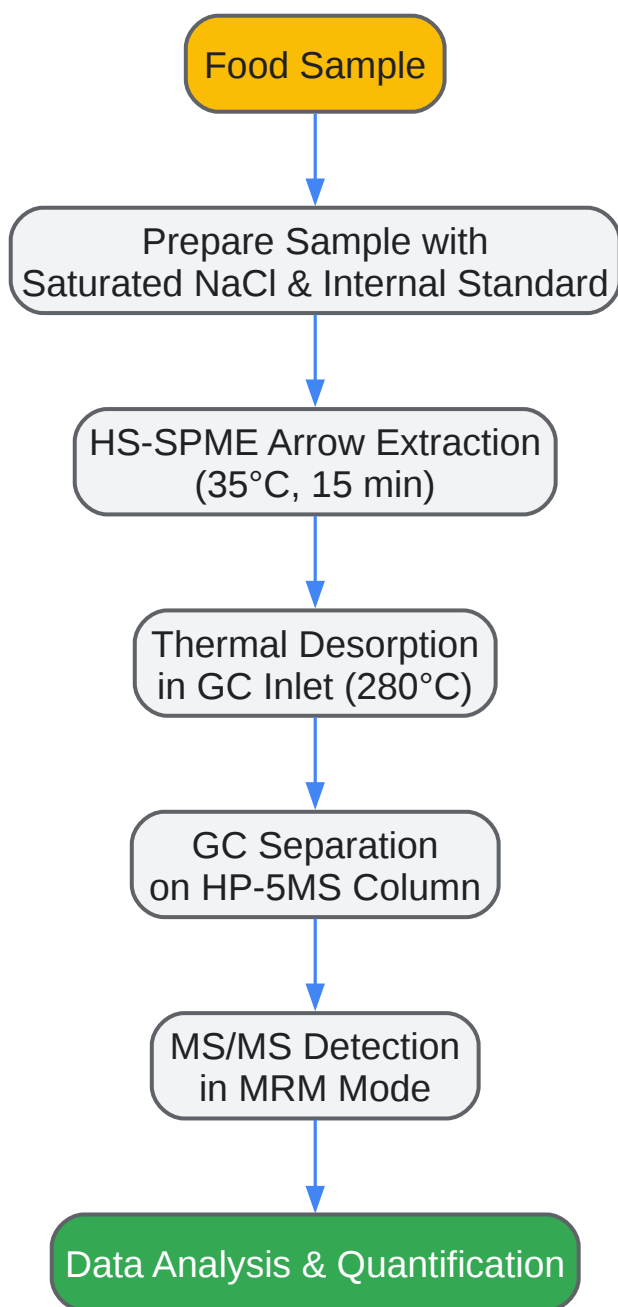 Food Sample
Prepare Sample with
Saturated NaCl & Internal Standard
HS-SPME Arrow Extraction
(35°C, 15 min)
Thermal Desorption
in GC Inlet (280°C)
GC Separation
on HP-5MS Column
MS/MS Detection
in MRM Mode
Data Analysis & Quantification